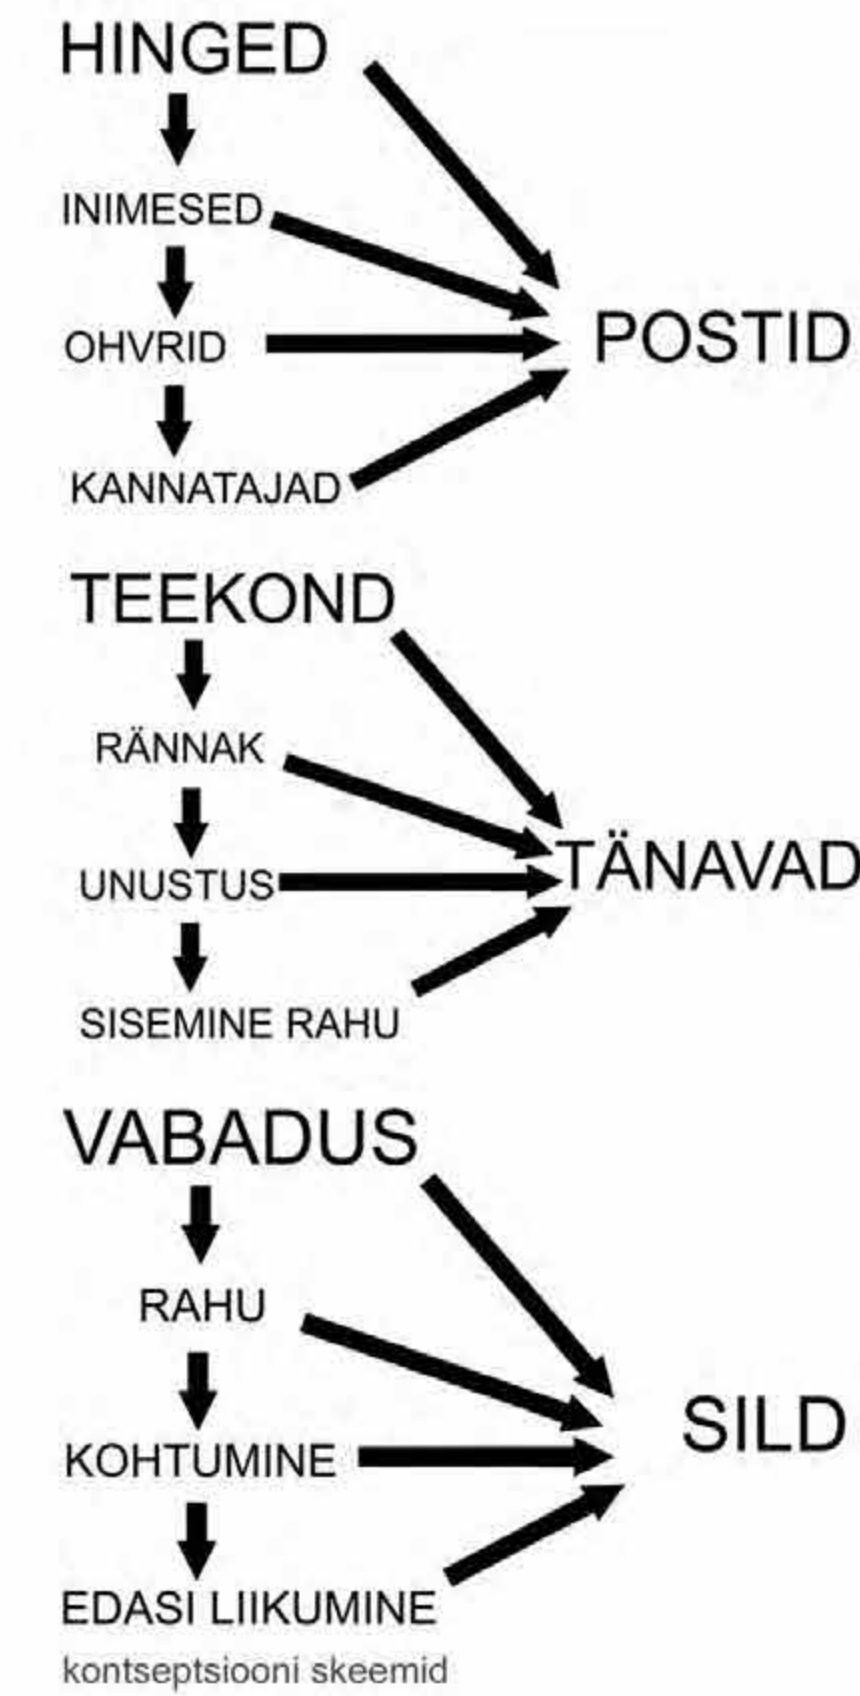 HINGED
INIMESED
OHVRID
POSTID
KANNATAJAD
TEEKOND
RÄNNAK
UNUSTUS
TÄNAVAD
SISEMINE RAHU
VABADUS
RAHU
KOHTUMINE
SILD
EDASI LIIKUMINE
kontseptsiooni skeemid